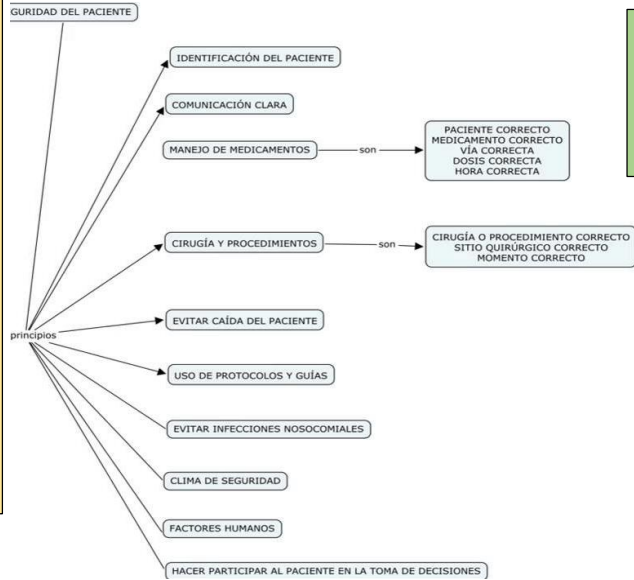 GURIDAD DEL PACIENTE
IDENTIFICACIÓN DEL PACIENTE
COMUNICACIÓN CLARA
MANEJO DE MEDICAMENTOS
son
PACIENTE CORRECTO
MEDICAMENTO CORRECTO
VÍA CORRECTA
DOSIS CORRECTA
HORA CORRECTA
CIRUGÍA Y PROCEDIMIENTOS
son
CIRUGÍA O PROCEDIMIENTO CORRECTO
SITIO QUIRÚRGICO CORRECTO
MOMENTO CORRECTO
EVITAR CAÍDA DEL PACIENTE
principios
USO DE PROTOCOLOS Y GUÍAS
EVITAR INFECCIONES NOSOCOMIALES
CLIMA DE SEGURIDAD
FACTORES HUMANOS
HACER PARTICIPAR AL PACIENTE EN LA TOMA DE DECISIONES